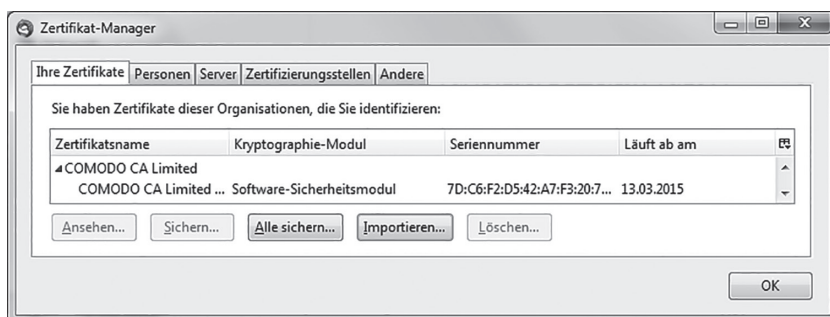 Zertifikat-Manager
Ihre Zertifikate Personen Server Zertifizierungsstellen Andere
Sie haben Zertifikate dieser Organisationen, die Sie identifizieren:
Zertifikatsname Kryptographie-Modul Seriennummer Läuft ab am
COMODO CA Limited
COMODO CA Limited ... Software-Sicherheitsmodul 7D:C6:F2:D5:42:A7:F3:20:7... 13.03.2015
Ansehen... Sichern... Alle sichern... Importieren... Löschen...
OK